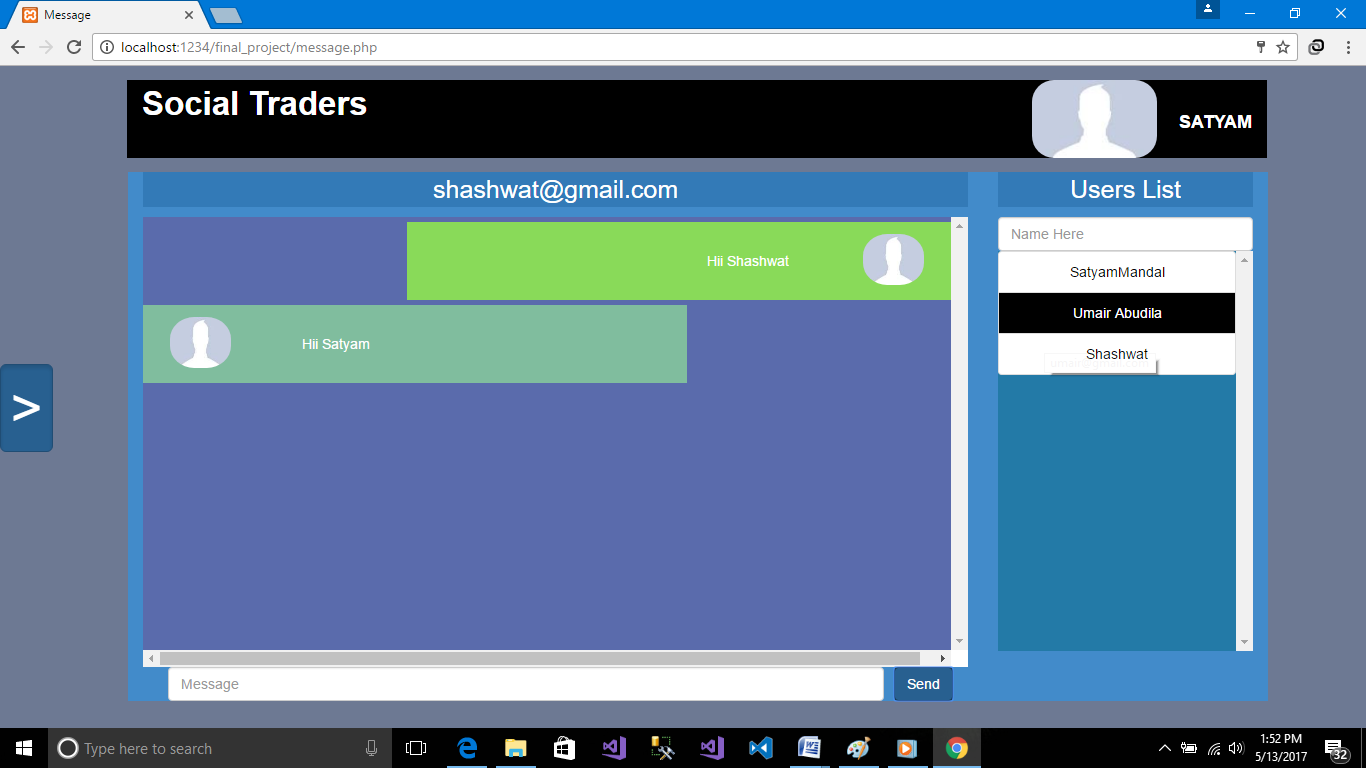 Message
localhost:1234/final_project/message.php
Social Traders
SATYAM
shashwat@gmail.com
Users List
Hii Shashwat
Hii Satyam
Name Here
SatyamMandal
Umair Abudila
Shashwat
>
Message
Send
Type here to search
1:52 PM
5/13/2017
32